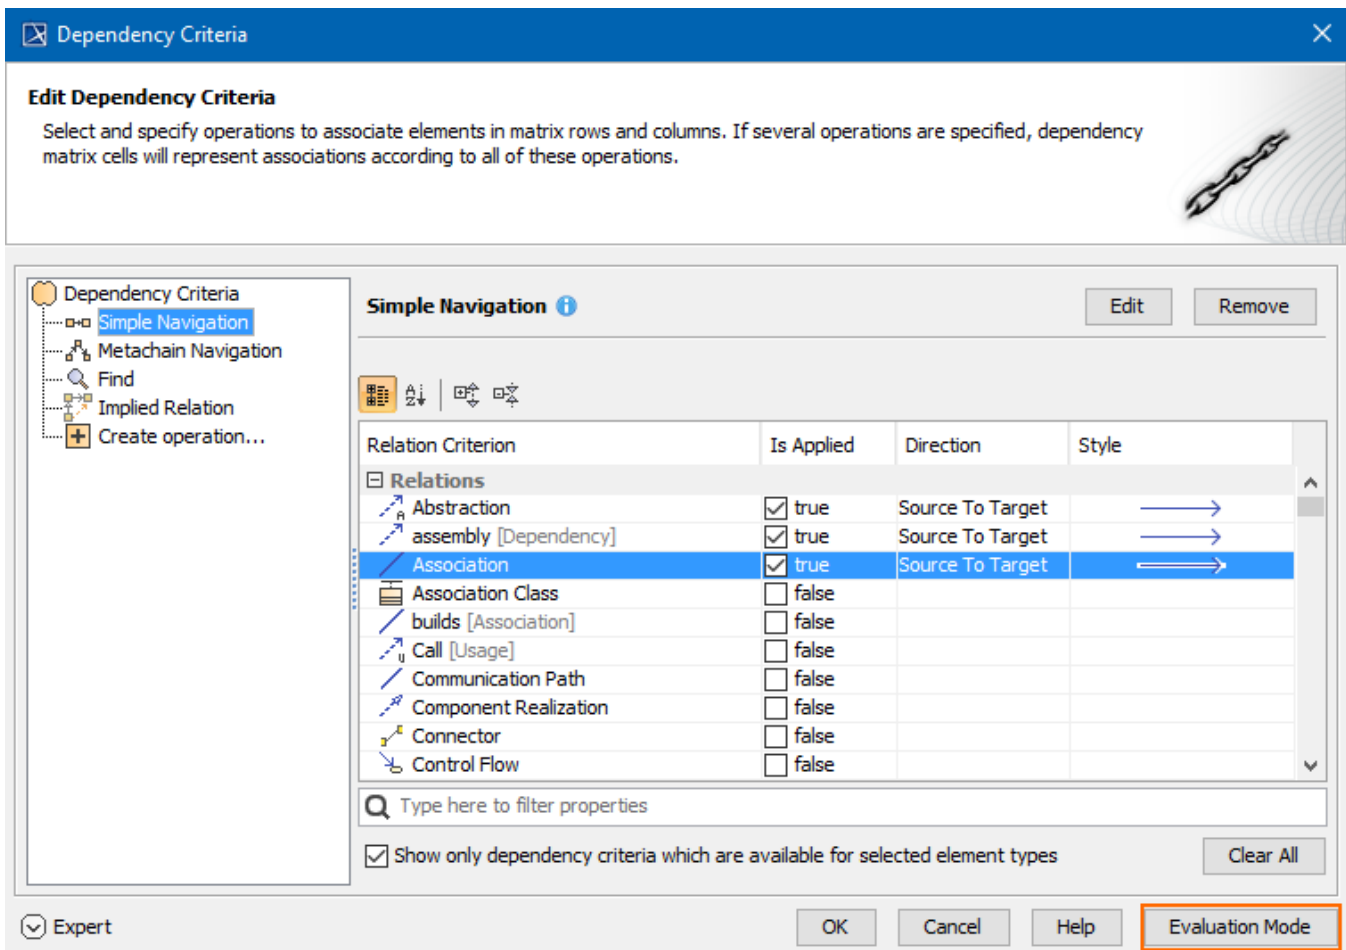 Dependency Criteria
Edit Dependency Criteria
Select and specify operations to associate elements in matrix rows and columns. If several operations are specified, dependency
matrix cells will represent associations according to all of these operations.
Dependency Criteria
Simple Navigation
Metachain Navigation
Find
Implied Relation
Create operation...
Simple Navigation
Edit
Remove
Relation Criterion Is Applied Direction Style
Relations
Abstraction true Source To Target
assembly [Dependency] true Source To Target
Association true Source To Target
Association Class false
builds [Association] false
Call [Usage] false
Communication Path false
Component Realization false
Connector false
Control Flow false
Type here to filter properties
Show only dependency criteria which are available for selected element types
Clear All
Expert
OK
Cancel
Help
Evaluation Mode